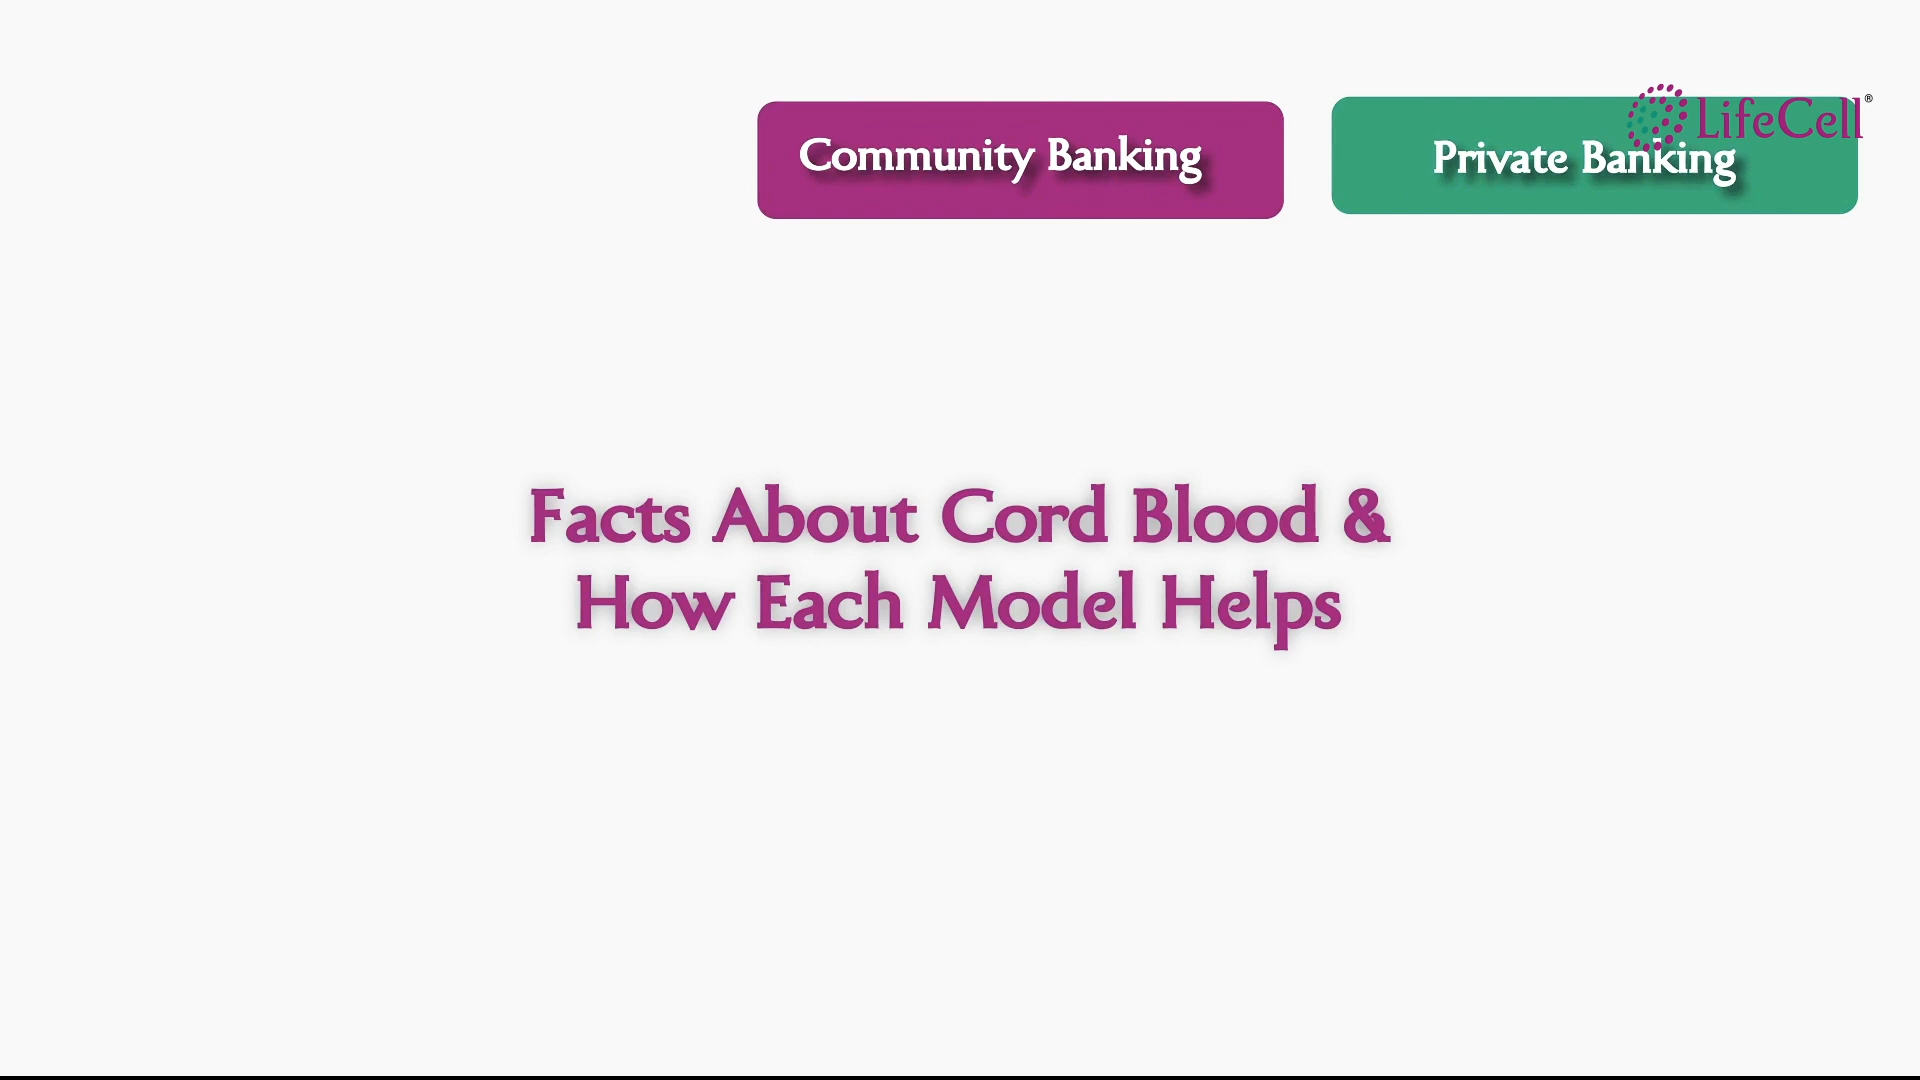 Community Banking
LifeCell®
Private Banking
Facts About Cord Blood &
How Each Model Helps